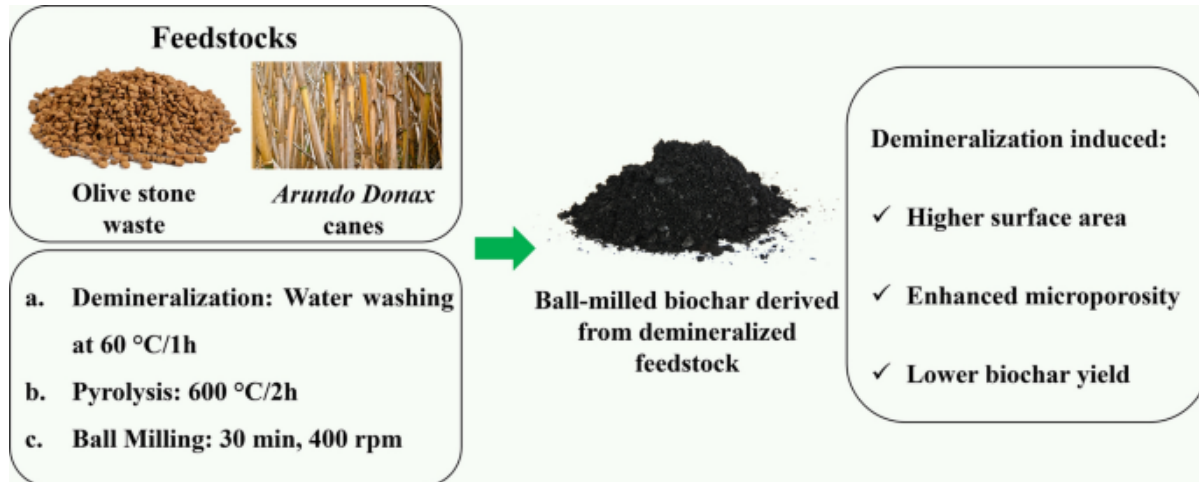 Feedstocks
Olive stone
waste
Arundo Donax
canes
a. Demineralization: Water washing
at 60 °C/1h
b. Pyrolysis: 600 °C/2h
c. Ball Milling: 30 min, 400 rpm
Ball-milled biochar derived
from demineralized
feedstock
Demineralization induced:
✓ Higher surface area
✓ Enhanced microporosity
✓ Lower biochar yield